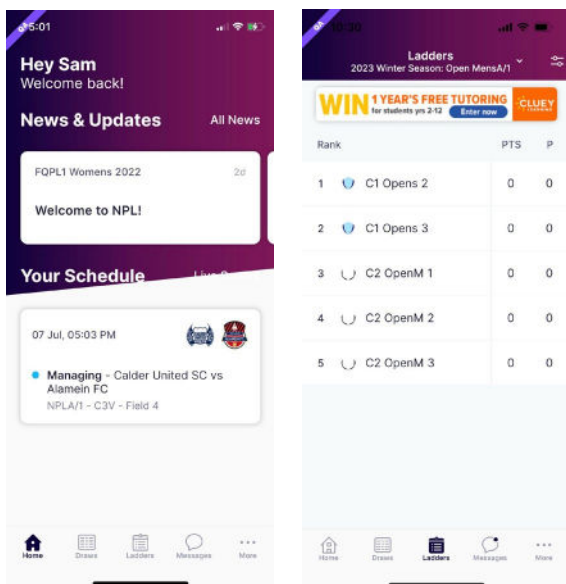 5:01
Hey Sam
Welcome back!
News & Updates All News
FQPL1 Womens 2022 2d
Welcome to NPL!
Your Schedule
07 Jul, 05:03 PM
Managing - Calder United SC vs
Alamein FC
NPLA/1 - C3V - Field 4
Home Draws Ladders Messages More
10:30
Ladders
2023 Winter Season: Open MensA/1
WIN 1 YEAR'S FREE TUTORING
for students yrs 2-12 Enter now
CLUEY
LEARNING
Rank PTS P
1 C1 Opens 2 0 0
2 C1 Opens 3 0 0
3 C2 OpenM 1 0 0
4 C2 OpenM 2 0 0
5 C2 OpenM 3 0 0
Home Draws Ladders Messages More